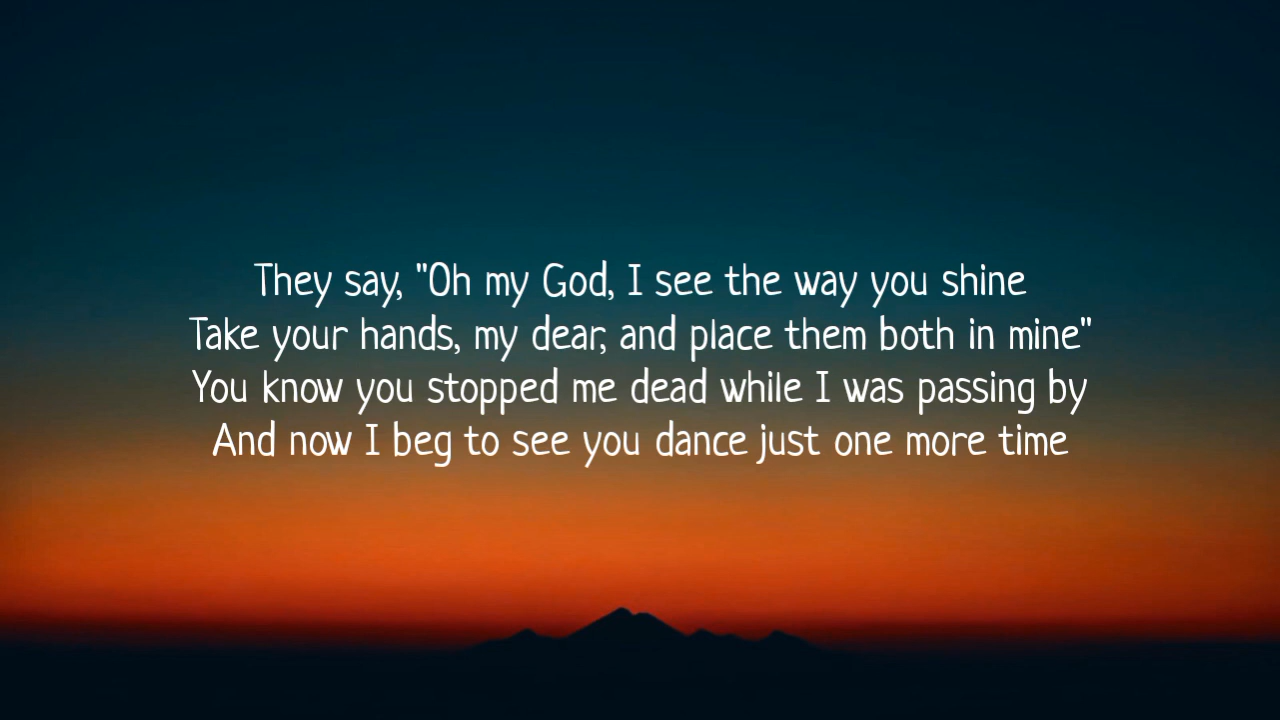 They say, "Oh my God, I see the way you shine
Take your hands, my dear, and place them both in mine"
You know you stopped me dead while I was passing by
And now I beg to see you dance just one more time